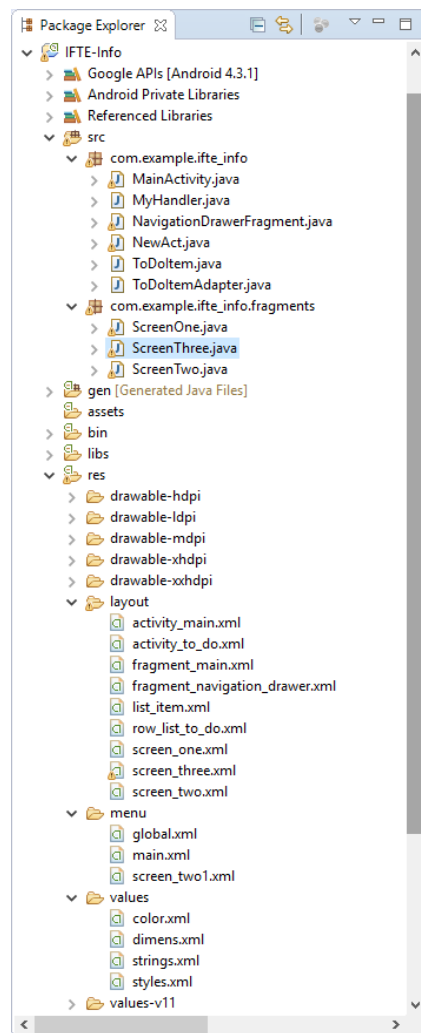 Package Explorer
IFTE-Info
Google APIs [Android 4.3.1]
Android Private Libraries
Referenced Libraries
src
com.example.ifte_info
MainActivity.java
MyHandler.java
NavigationDrawerFragment.java
NewAct.java
ToDoItem.java
ToDoItemAdapter.java
com.example.ifte_info.fragments
ScreenOne.java
ScreenThree.java
ScreenTwo.java
gen [Generated Java Files]
assets
bin
libs
res
drawable-hdpi
drawable-ldpi
drawable-mdpi
drawable-xhdpi
drawable-xxhdpi
layout
activity_main.xml
activity_to_do.xml
fragment_main.xml
fragment_navigation_drawer.xml
list_item.xml
row_list_to_do.xml
screen_one.xml
screen_three.xml
screen_two.xml
menu
global.xml
main.xml
screen_two1.xml
values
color.xml
dimens.xml
strings.xml
styles.xml
values-v11